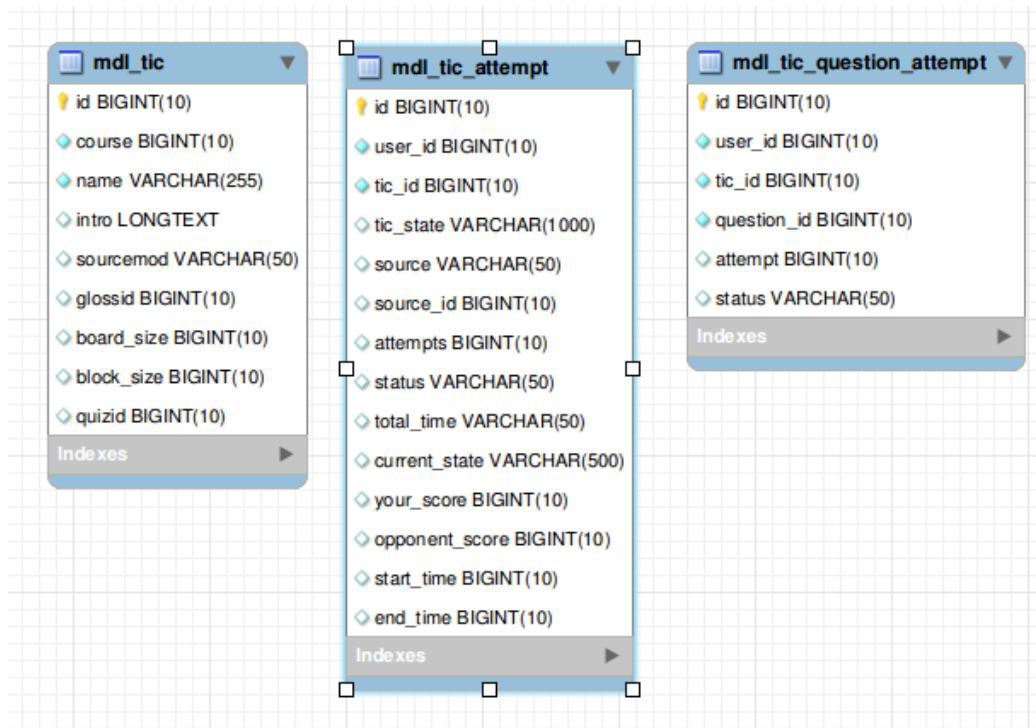 mdl_tic
id BIGINT(10)
course BIGINT(10)
name VARCHAR(255)
intro LONGTEXT
sourcemod VARCHAR(50)
glossid BIGINT(10)
board_size BIGINT(10)
block_size BIGINT(10)
quizid BIGINT(10)
Indexes
mdl_tic_attempt
id BIGINT(10)
user_id BIGINT(10)
tic_id BIGINT(10)
tic_state VARCHAR(1000)
source VARCHAR(50)
source_id BIGINT(10)
attempts BIGINT(10)
status VARCHAR(50)
total_time VARCHAR(50)
current_state VARCHAR(500)
your_score BIGINT(10)
opponent_score BIGINT(10)
start_time BIGINT(10)
end_time BIGINT(10)
Indexes
mdl_tic_question_attempt
id BIGINT(10)
user_id BIGINT(10)
tic_id BIGINT(10)
question_id BIGINT(10)
attempt BIGINT(10)
status VARCHAR(50)
Indexes